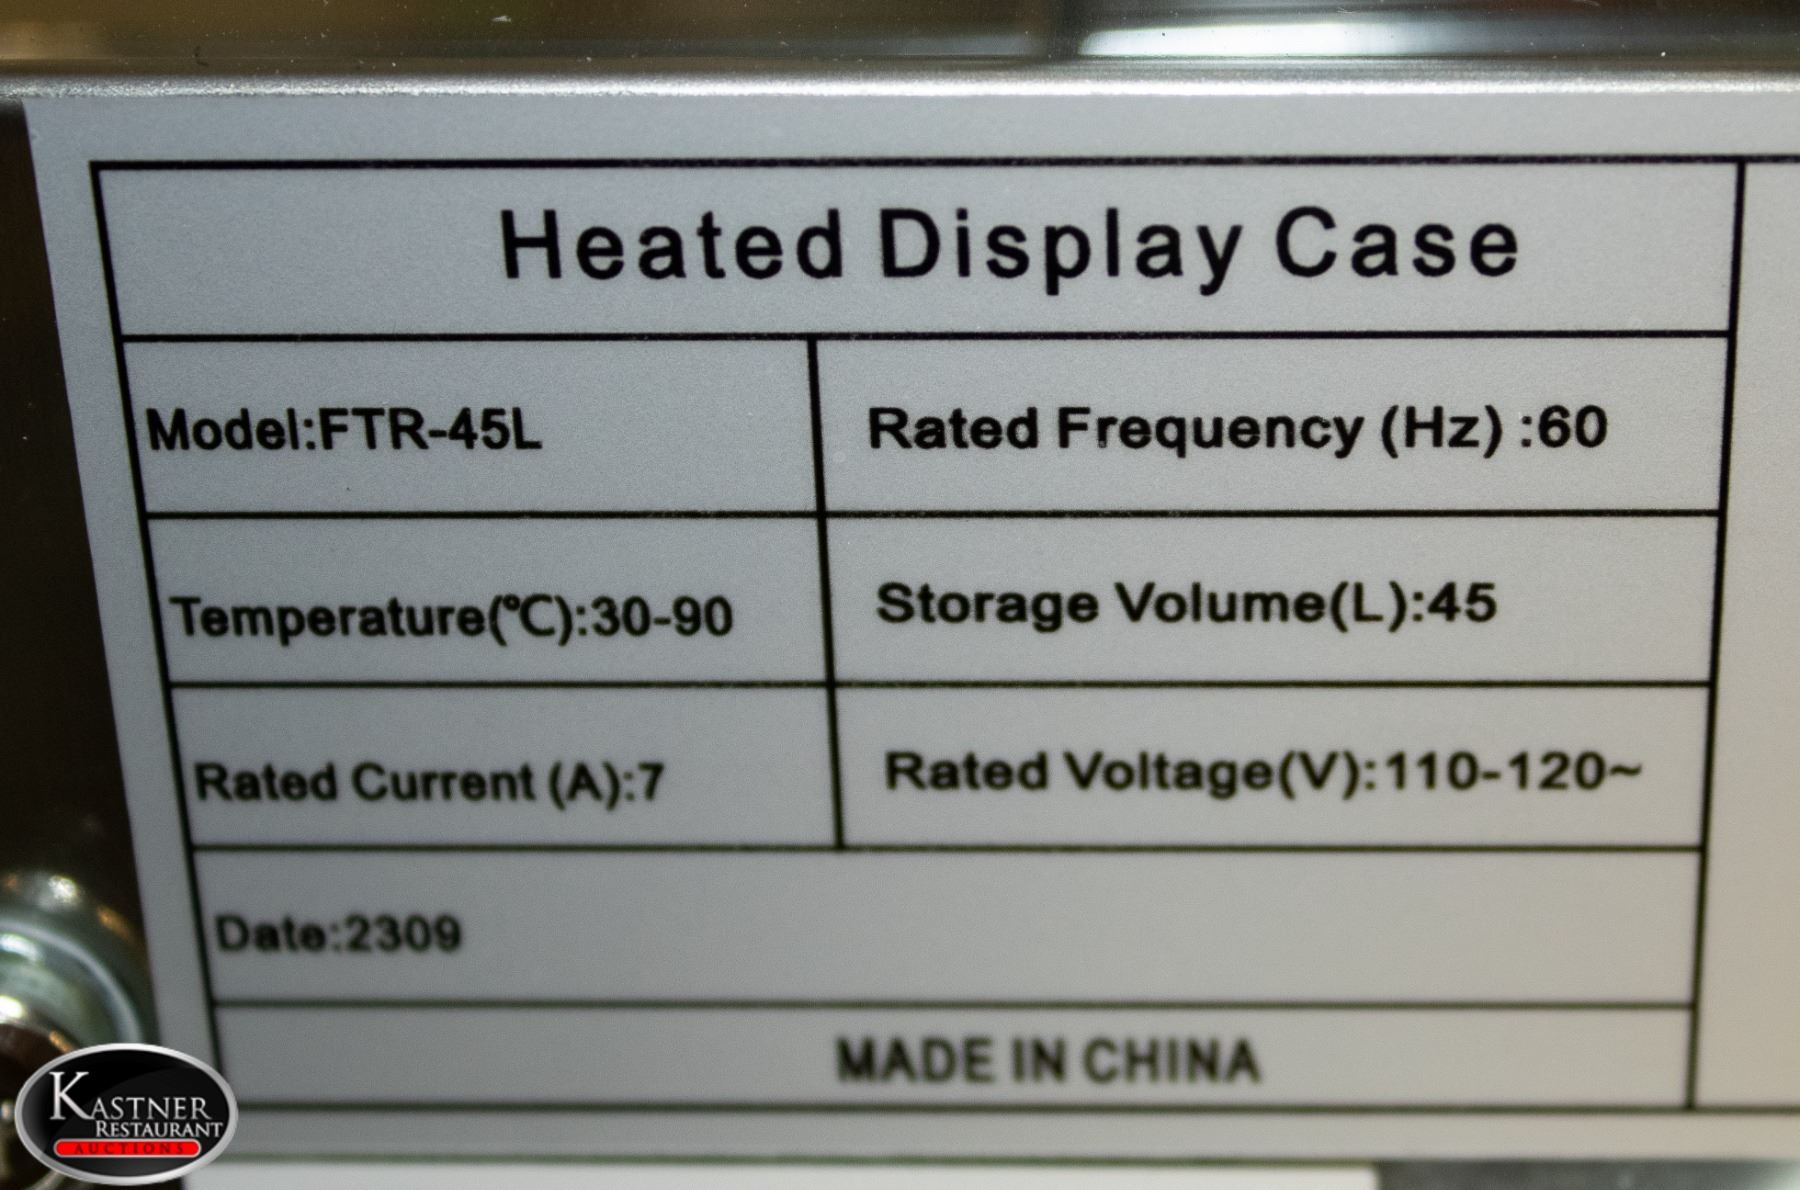 Heated Display Case
Model:FTR-45L
Rated Frequency (Hz) :60
Temperature(℃):30-90
Storage Volume(L):45
Rated Current (A):7
Rated Voltage(V):110-120~
Date:2309
MADE IN CHINA
KASTNER
RESTAURANT
AUCTIONS